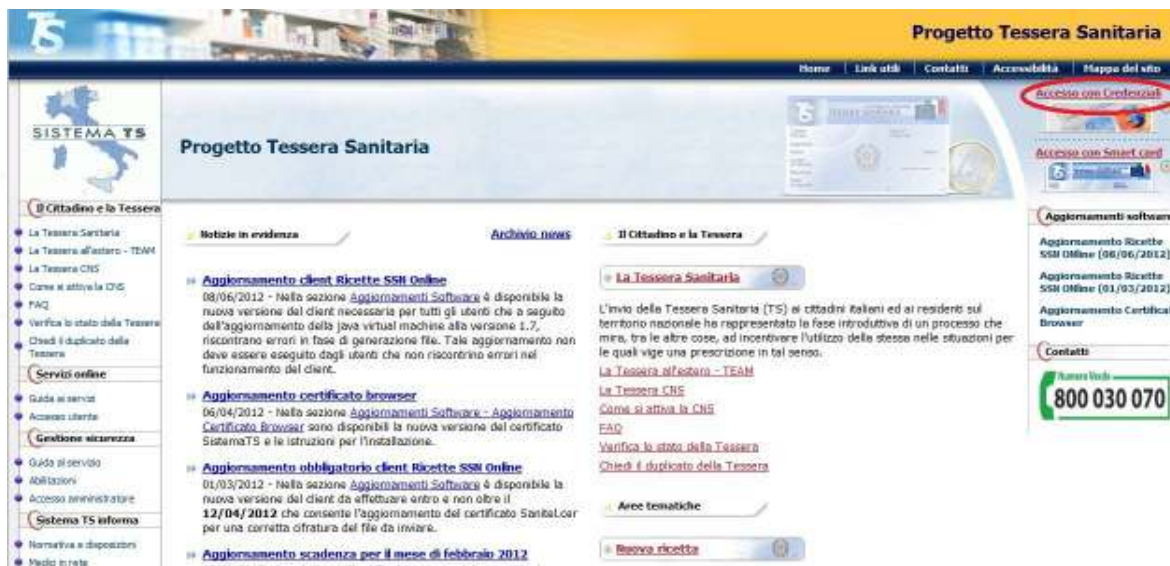 TS
Progetto Tessera Sanitaria
Home
Link utili
Contatti
Accessibilità
Mappa del sito
SISTEMA TS
Progetto Tessera Sanitaria
Accesso con Credenziali
Accesso con Smart card
Il Cittadino e la Tessera
La Tessera Sanitaria
La Tessera all'estero - TEAM
La Tessera CNS
Come si attiva la CNS
FAQ
Verifica lo stato della Tessera
Chiedi il duplicato della
Tessera
Servizi online
Guida ai servizi
Accesso utente
Gestione sicurezza
Guida al servizio
Abilitazioni
Accesso amministratore
Sistema TS informa
Normativa e disposizioni
Medici in rete
Notizie in evidenza
Archivio news
Aggiornamento client Ricette SSN Online
08/06/2012 - Nella sezione Aggiornamenti Software è disponibile la
nuova versione del client necessaria per tutti gli utenti che a seguito
dell'aggiornamento della java virtual machine alla versione 1.7,
riscontrano errori in fase di generazione file. Tale aggiornamento non
deve essere eseguito dagli utenti che non riscontrino errori nel
funzionamento del client.
Aggiornamento certificato browser
06/04/2012 - Nella sezione Aggiornamenti Software - Aggiornamento
Certificato Browser sono disponibili la nuova versione del certificato
SistemaTS e le istruzioni per l'installazione.
Aggiornamento obbligatorio client Ricette SSN Online
01/03/2012 - Nella sezione Aggiornamenti Software è disponibile la
nuova versione del client da effettuare entro e non oltre il
12/04/2012 che consente l'aggiornamento del certificato Sanitel.cer
per una corretta cifratura del file da inviare.
Aggiornamento scadenza per il mese di febbraio 2012
Il Cittadino e la Tessera
La Tessera Sanitaria
L'invio della Tessera Sanitaria (TS) ai cittadini italiani ed ai residenti sul
territorio nazionale ha rappresentato la fase introduttiva di un processo che
mira, tra le altre cose, ad incentivare l'utilizzo della stessa nelle situazioni per
le quali vige una prescrizione in tal senso.
La Tessera all'estero - TEAM
La Tessera CNS
Come si attiva la CNS
FAQ
Verifica lo stato della Tessera
Chiedi il duplicato della Tessera
Aree tematiche
Nuova ricetta
Aggiornamenti software
Aggiornamento Ricette
SSN ONline (06/06/2012)
Aggiornamento Ricette
SSN ONline (01/03/2012)
Aggiornamento Certifica
Browser
Contatti
Numero Verde
800 030 070